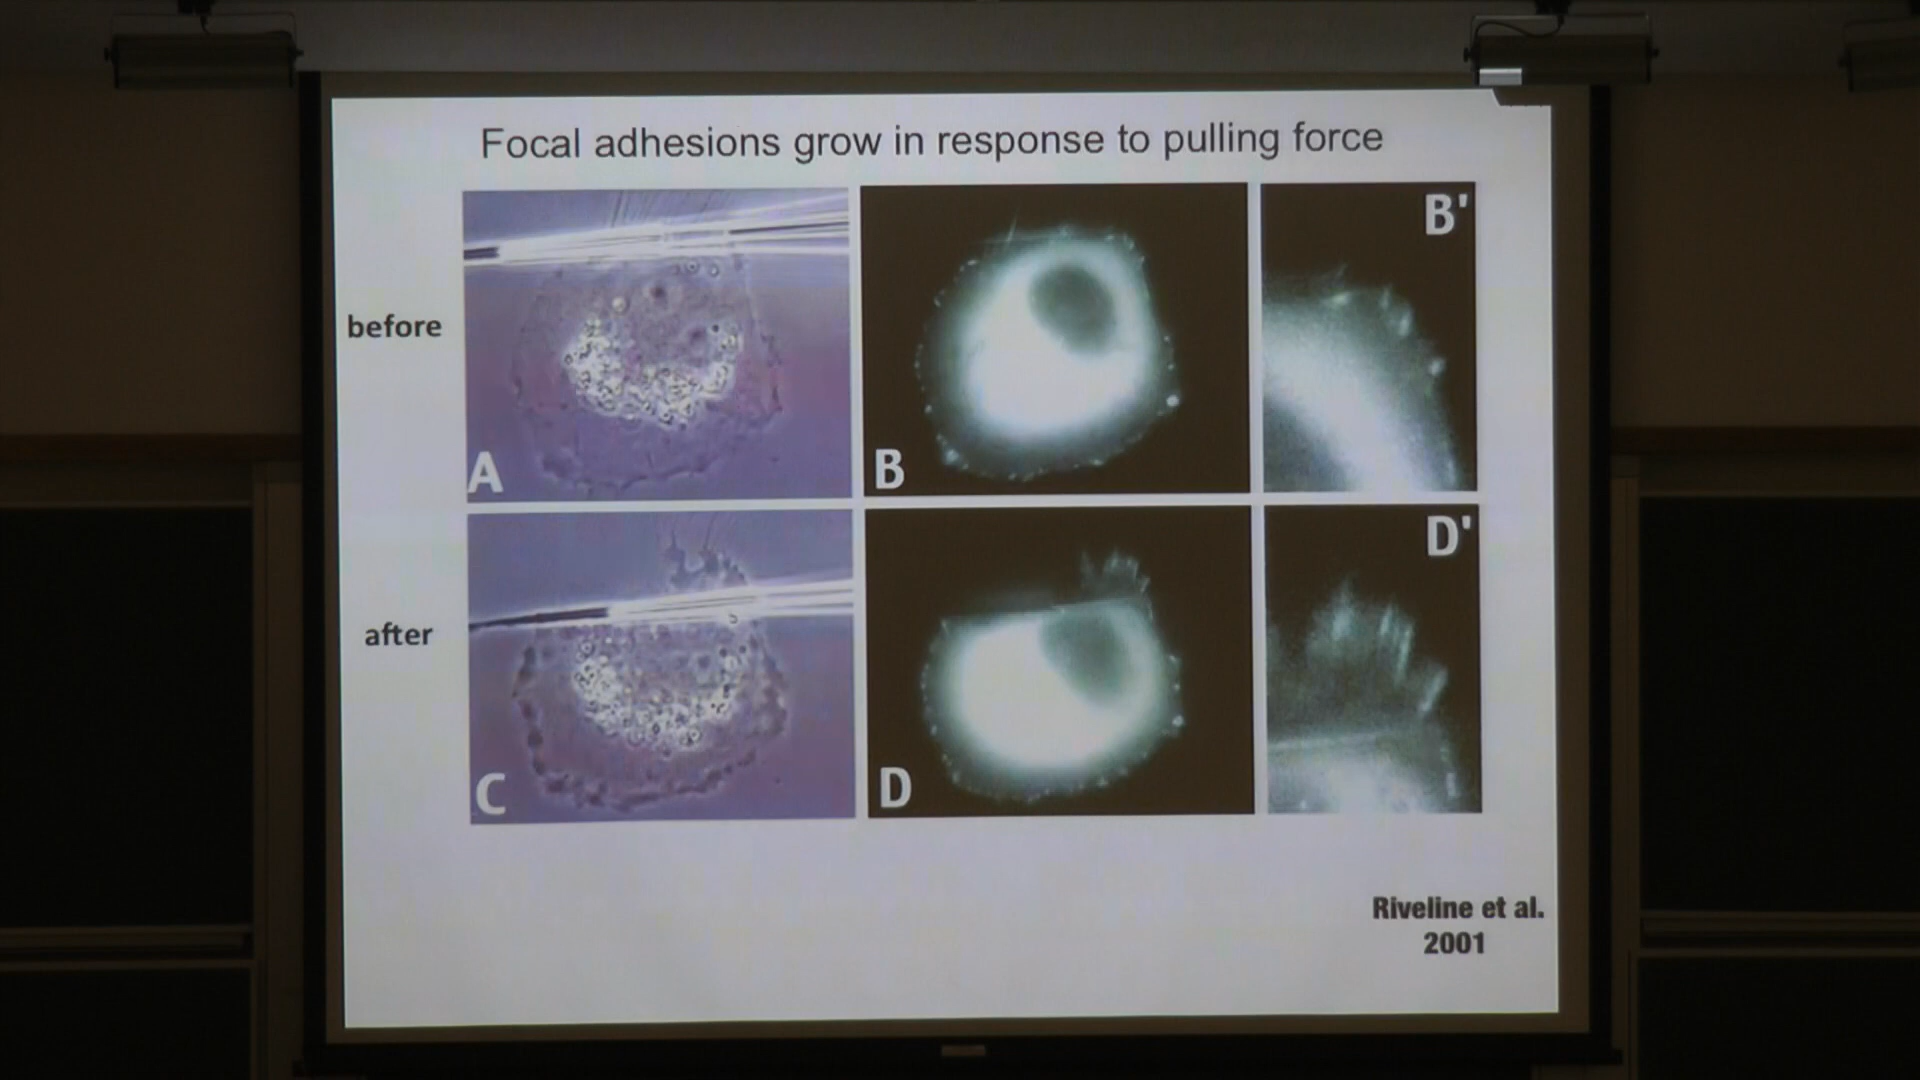 Focal adhesions grow in response to pulling force
before
A
B
B'
after
C
D
D'
Riveline et al.
2001